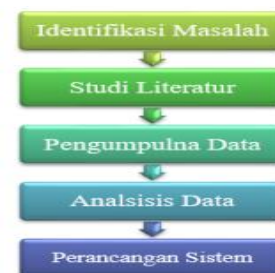 Identifikasi Masalah
Studi Literatur
Pengumpulna Data
Analsisis Data
Perancangan Sistem